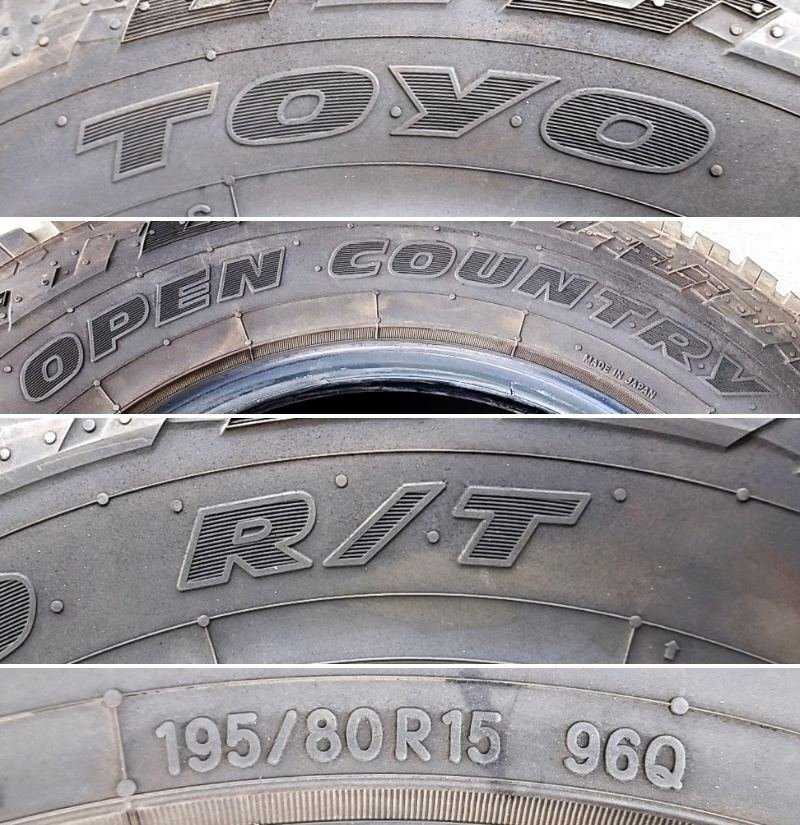 TOYO
OPEN COUNTRY
MADE IN JAPAN
R/T
195/80R15 96Q